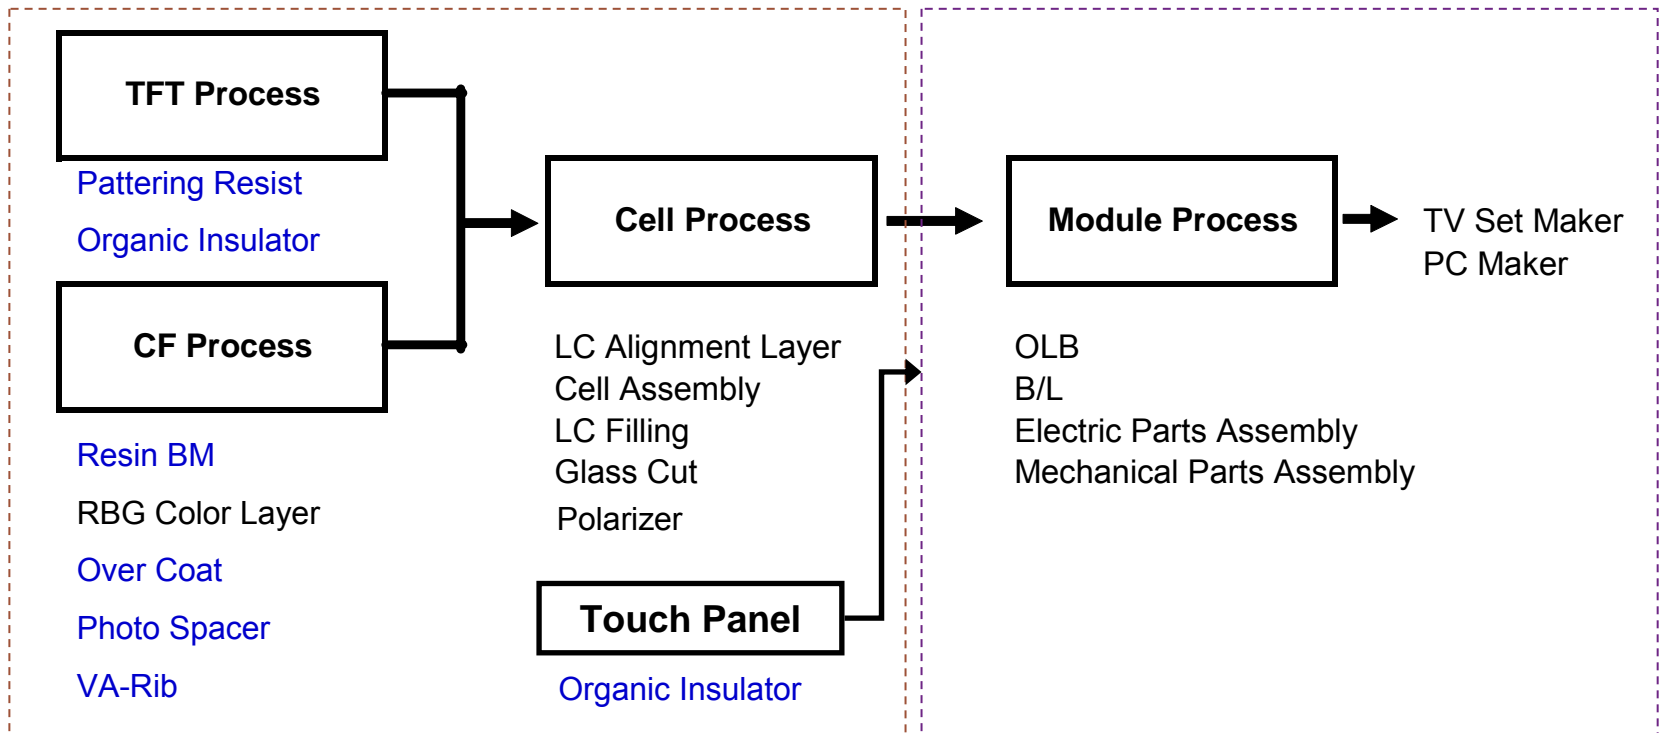 TFT Process
Pattering Resist
Organic Insulator
CF Process
Resin BM
RBG Color Layer
Over Coat
Photo Spacer
VA-Rib
Cell Process
LC Alignment Layer
Cell Assembly
LC Filling
Glass Cut
Polarizer
Touch Panel
Organic Insulator
Module Process
OLB
B/L
Electric Parts Assembly
Mechanical Parts Assembly
TV Set Maker
PC Maker